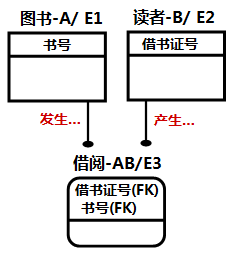 图书-A/ E1
读者-B/ E2
书号
借书证号
发生...
产生...
借阅-AB/E3
借书证号(FK)
书号(FK)